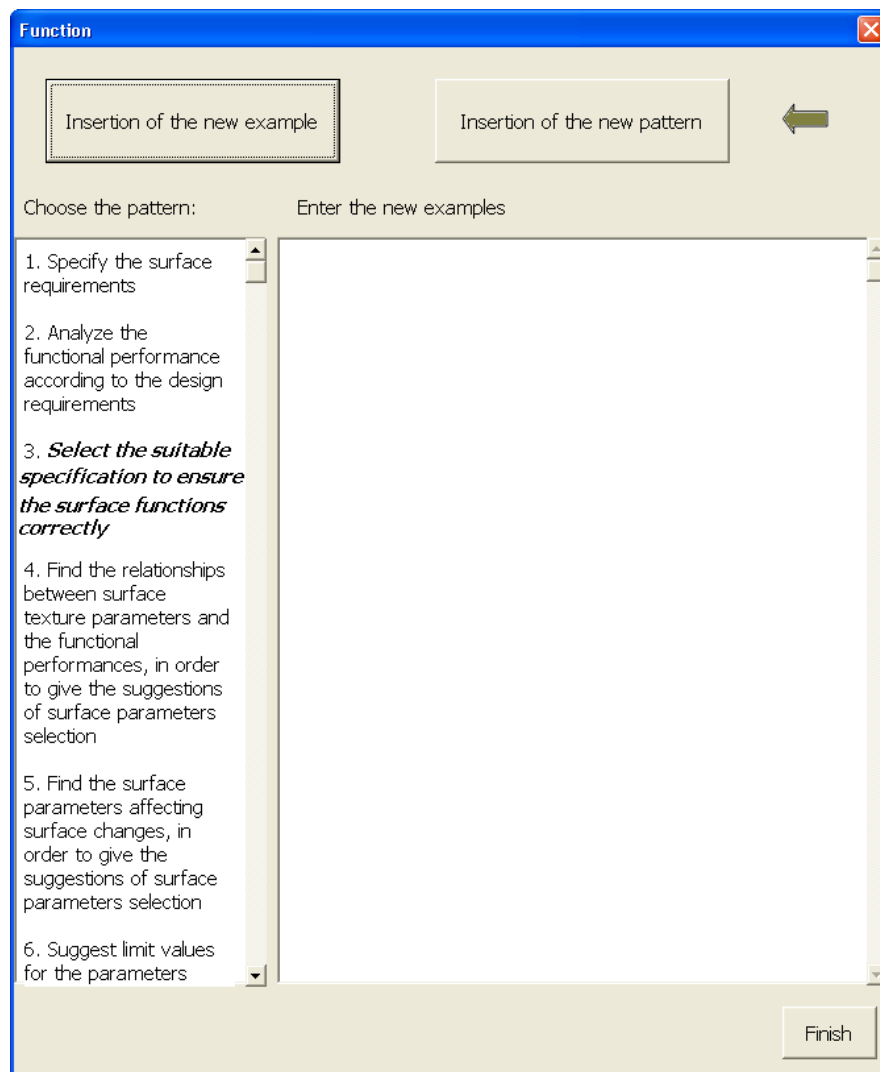 Function
Insertion of the new example
Insertion of the new pattern
Choose the pattern:
Enter the new examples
1. Specify the surface
requirements
2. Analyze the
functional performance
according to the design
requirements
3. Select the suitable
specification to ensure
the surface functions
correctly
4. Find the relationships
between surface
texture parameters and
the functional
performances, in order
to give the suggestions
of surface parameters
selection
5. Find the surface
parameters affecting
surface changes, in
order to give the
suggestions of surface
parameters selection
6. Suggest limit values
for the parameters
Finish